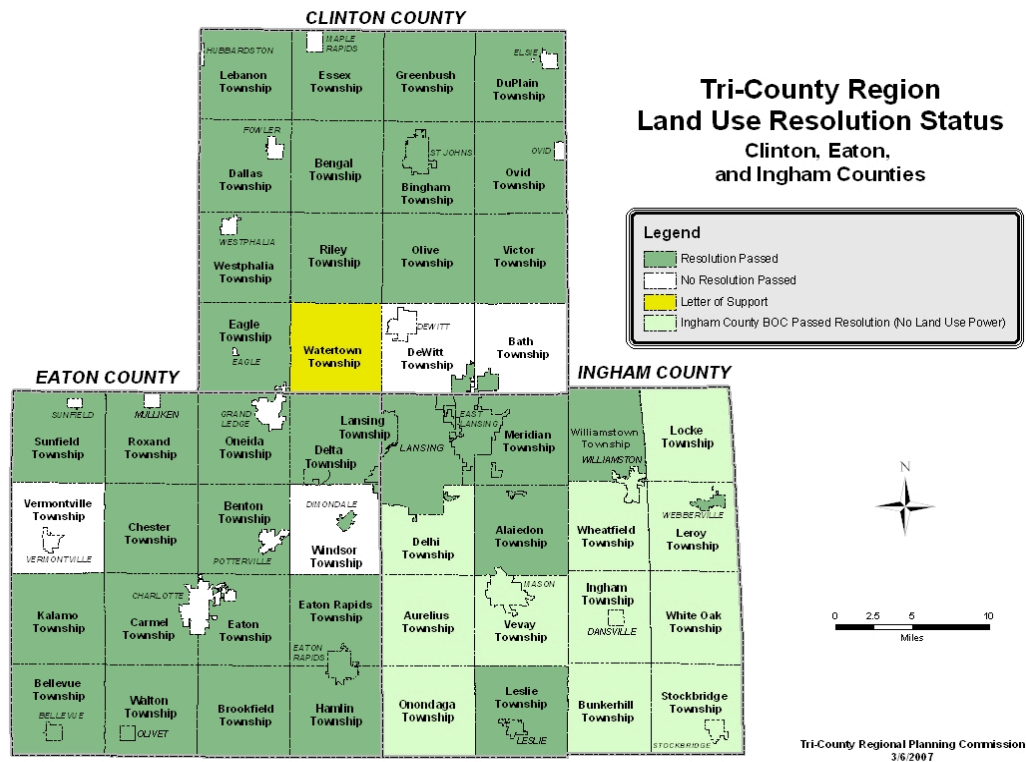 CLINTON COUNTY
HUBBARDSTON
MAPLE
RAPIDS
ELSIE
Lebanon
Township
Essex
Township
Greenbush
Township
DuPlain
Township
Tri-County Region
Land Use Resolution Status
Clinton, Eaton,
and Ingham Counties
FOWLER
ST JOHNS
OVID
Dallas
Township
Bengal
Township
Bingham
Township
Ovid
Township
WESTPHALIA
Westphalia
Township
Riley
Township
Olive
Township
Victor
Township
Legend
Resolution Passed
No Resolution Passed
Letter of Support
Ingham County BOC Passed Resolution (No Land Use Power)
Eagle
Township
EAGLE
Watertown
Township
DEWITT
DeWitt
Township
Bath
Township
EATON COUNTY
INGHAM COUNTY
SUNFIELD
MULLIKEN
GRAND
LEDGE
Sunfield
Township
Roxand
Township
Oneida
Township
Delta
Township
Lansing
Township
LANSING
EAST
LANSING
Meridian
Township
Williamstown
Township
WILLIAMSTON
Locke
Township
Vermontville
Township
VERMONTVILLE
Chester
Township
Benton
Township
POTTERVILLE
DIMONDALE
Windsor
Township
Delhi
Township
Alaiedon
Township
Wheatfield
Township
WEBBERVILLE
Leroy
Township
N
Kalamo
Township
CHARLOTTE
Carmel
Township
Eaton
Township
Eaton Rapids
Township
EATON
RAPIDS
Aurelius
Township
MASON
Vevay
Township
Ingham
Township
DANSVILLE
White Oak
Township
0 2.5 5 10
Miles
Bellevue
Township
BELLEVUE
Walton
Township
OLIVET
Brookfield
Township
Hamlin
Township
Onondaga
Township
Leslie
Township
LESLIE
Bunkerhill
Township
Stockbridge
Township
STOCKBRIDGE
Tri-County Regional Planning Commission
3/6/2007